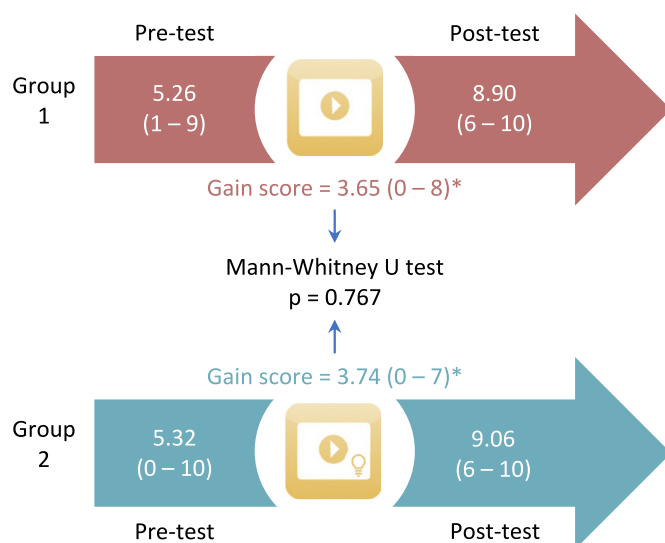 Pre-test
Post-test
Group
1
5.26
(1 – 9)
8.90
(6 – 10)
Gain score = 3.65 (0 – 8)*
Mann-Whitney U test
p = 0.767
Gain score = 3.74 (0 – 7)*
Group
2
5.32
(0 – 10)
9.06
(6 – 10)
Pre-test
Post-test